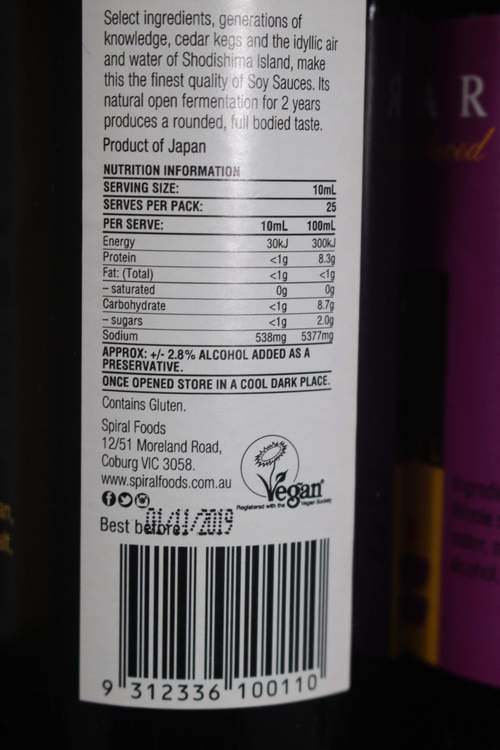 Select ingredients, generations of
knowledge, cedar kegs and the idyllic air
and water of Shodishima Island, make
this the finest quality of Soy Sauces. Its
natural open fermentation for 2 years
produces a rounded, full bodied taste.
Product of Japan
NUTRITION INFORMATION
SERVING SIZE: 10mL
SERVES PER PACK: 25
PER SERVE: 10mL 100mL
Energy 30kJ 300kJ
Protein <1g 8.3g
Fat: (Total) <1g <1g
– saturated 0g 0g
Carbohydrate <1g 8.7g
– sugars <1g 2.0g
Sodium 538mg 5377mg
APPROX: +/- 2.8% ALCOHOL ADDED AS A
PRESERVATIVE.
ONCE OPENED STORE IN A COOL DARK PLACE.
Contains Gluten.
Spiral Foods
12/51 Moreland Road,
Coburg VIC 3058.
www.spiralfoods.com.au
Vegan
Registered with the Vegan Society
Best before: 01/11/2019
9 312336 100110